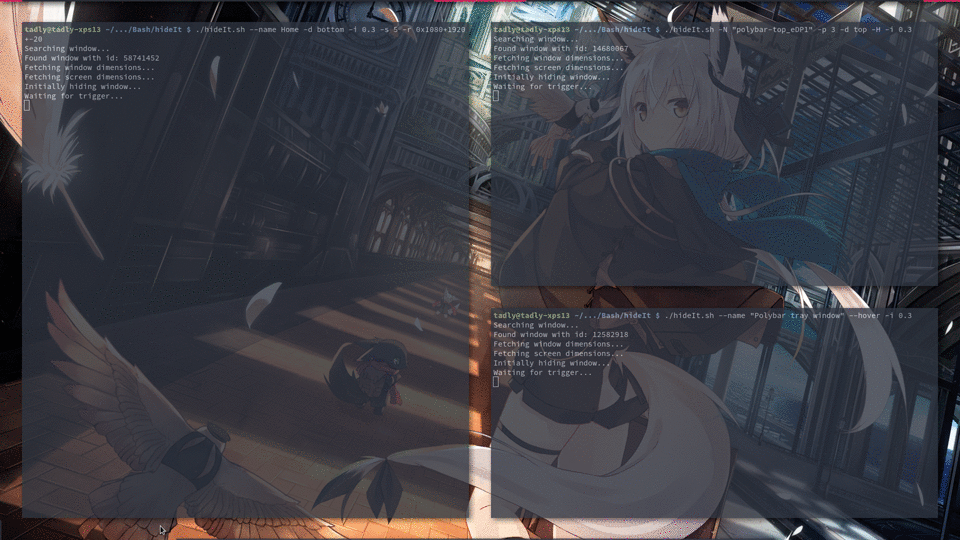 tadly@tadly-xps13 ~/.../Bash/hideIt $ ./hideIt.sh --name Home -d bottom -i 0.3 -s 5 -r 0x1080+1920
+-20
Searching window...
Found window with id: 58741452
Fetching window dimensions...
Fetching screen dimensions...
Initially hiding window...
Waiting for trigger...
tadly@tadly-xps13 ~/.../Bash/hideIt $ ./hideIt.sh -N "polybar-top_eDP1" -p 3 -d top -H -i 0.3
Searching window...
Found window with id: 14680067
Fetching window dimensions...
Fetching screen dimensions...
Initially hiding window...
Waiting for trigger...
tadly@tadly-xps13 ~/.../Bash/hideIt $ ./hideIt.sh --name "Polybar tray window" --hover -i 0.3
Searching window...
Found window with id: 12582918
Fetching window dimensions...
Fetching screen dimensions...
Initially hiding window...
Waiting for trigger...